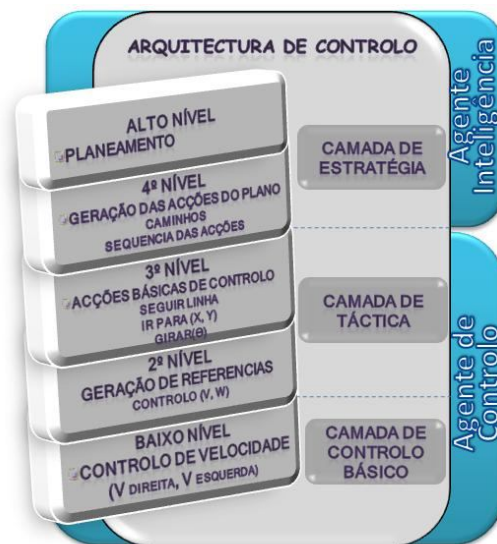 ARQUITECTURA DE CONTROLO
ALTO NÍVEL
PLANEAMENTO
4º NÍVEL
GERAÇÃO DAS ACÇÕES DO PLANO
CAMINHOS
SEQUENCIA DAS ACÇÕES
3º NÍVEL
ACÇÕES BÁSICAS DE CONTROLO
SEGUIR LINHA
IR PARA (X, Y)
GIRAR(Θ)
2º NÍVEL
GERAÇÃO DE REFERENCIAS
CONTROLO (V, W)
BAIXO NÍVEL
CONTROLO DE VELOCIDADE
(V DIREITA, V ESQUERDA)
CAMADA DE
ESTRATÉGIA
CAMADA DE
TÁCTICA
CAMADA DE
CONTROLO
BÁSICO
Agente
Inteligência
Agente de
Controlo